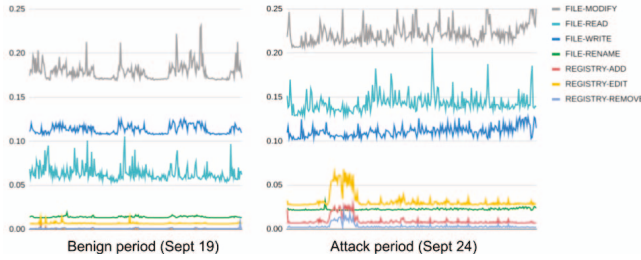 0.25
0.20
0.15
0.10
0.05
0.00
Benign period (Sept 19)
0.25
0.20
0.15
0.10
0.05
0.00
Attack period (Sept 24)
FILE-MODIFY
FILE-READ
FILE-WRITE
FILE-RENAME
REGISTRY-ADD
REGISTRY-EDIT
REGISTRY-REMOVE